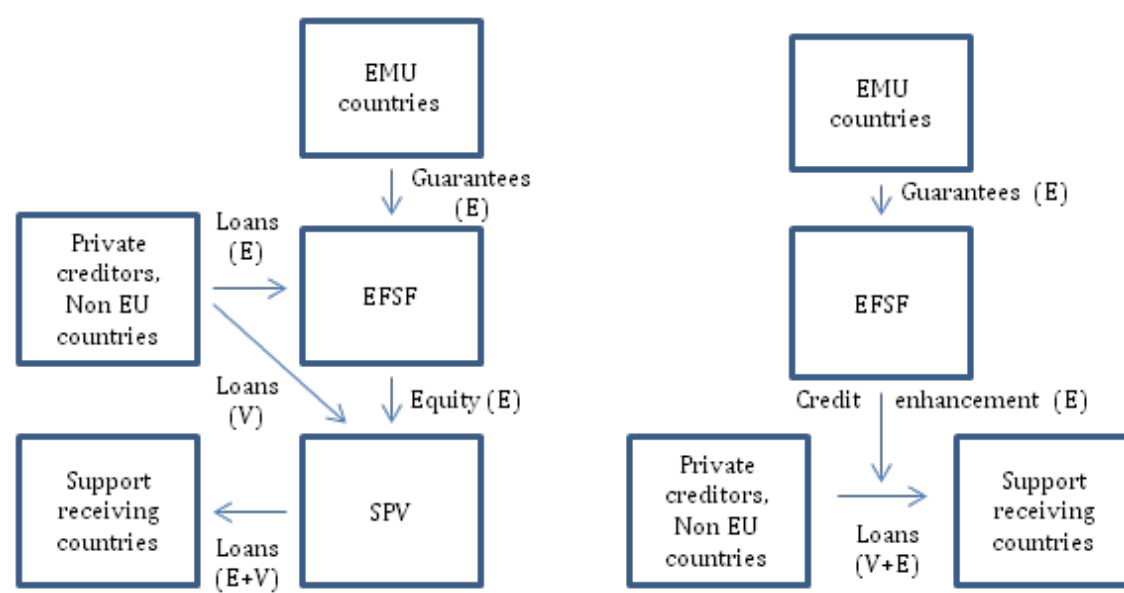 EMU
countries
Guarantees
(E)
Loans
(E)
Private
creditors,
Non EU
countries
EFSF
Loans
(V)
Equity (E)
Support
receiving
countries
SPV
Loans
(E+V)
EMU
countries
Guarantees (E)
EFSF
Credit enhancement (E)
Private
creditors,
Non EU
countries
Loans
(V+E)
Support
receiving
countries